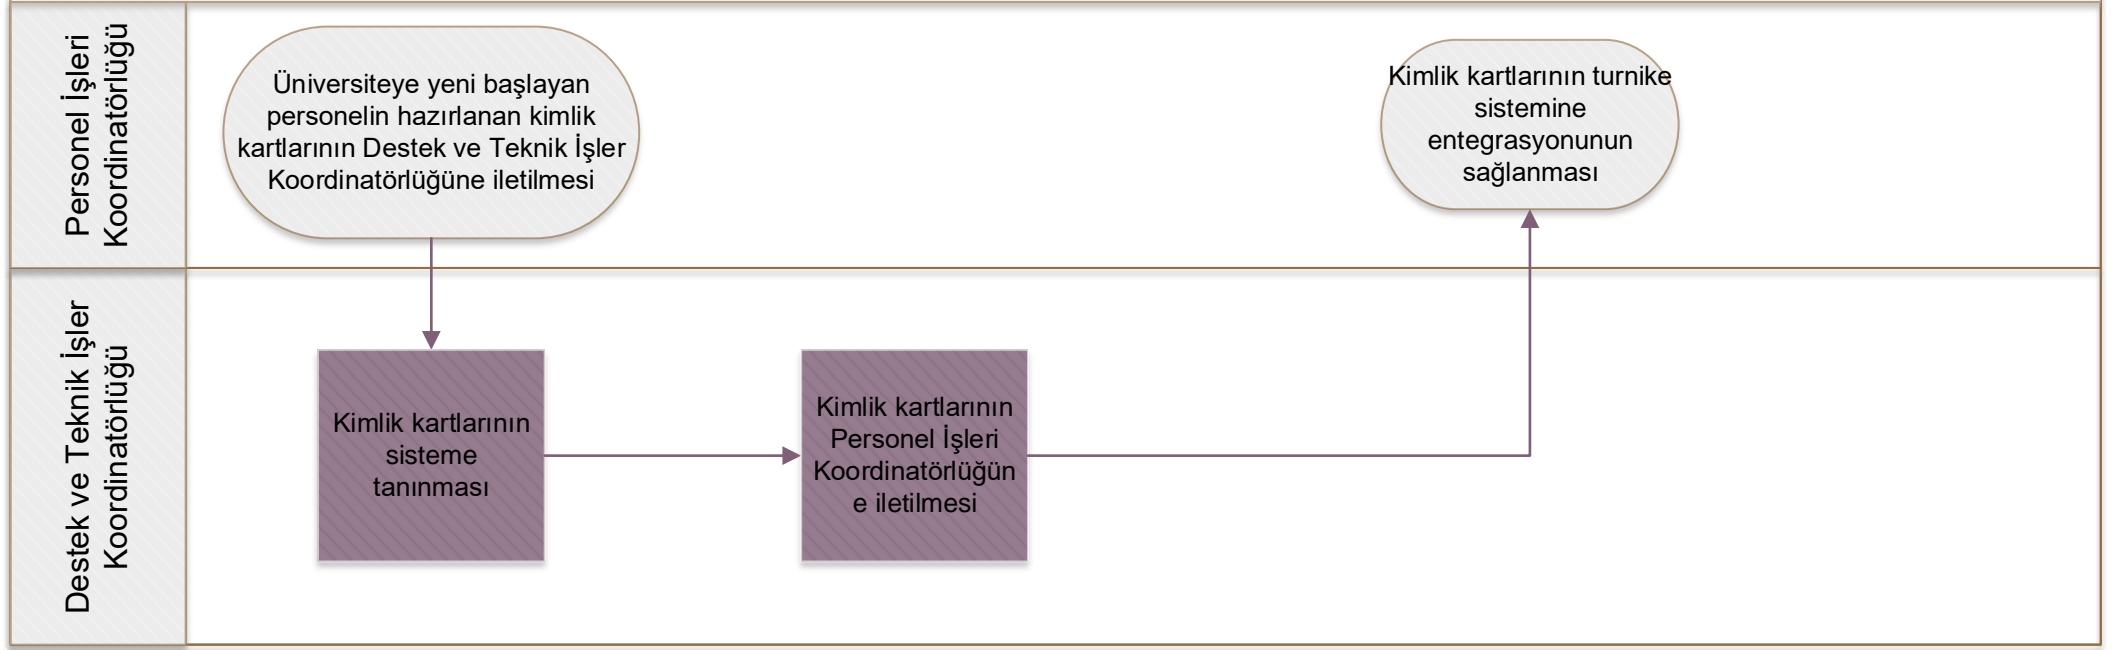 Personel İşleri
Koordinatörlüğü
Üniversiteye yeni başlayan
personelin hazırlanan kimlik
kartlarının Destek ve Teknik İşler
Koordinatörlüğüne iletilmesi
Kimlik kartlarının turnike
sistemine
entegrasyonunun
sağlanması
Destek ve Teknik İşler
Koordinatörlüğü
Kimlik kartlarının
sisteme
tanınması
Kimlik kartlarının
Personel İşleri
Koordinatörlüğün
e iletilmesi